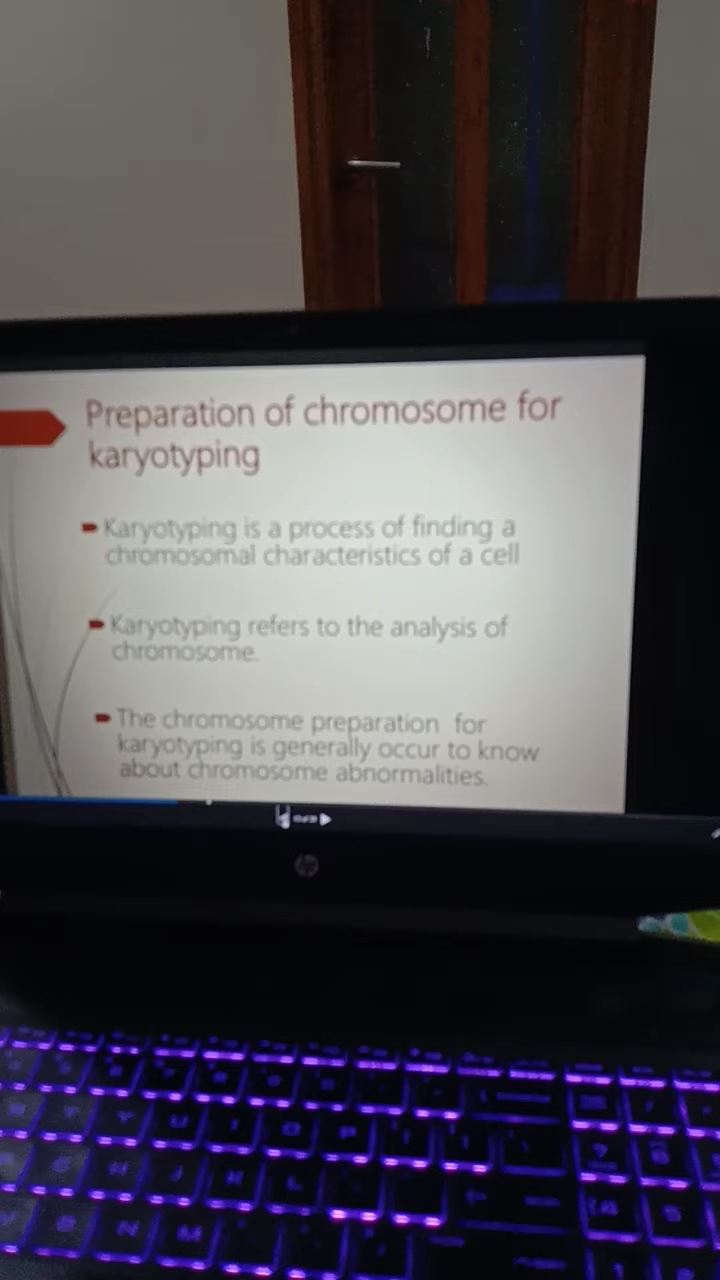 Preparation of chromosome for
karyotyping
Karyotyping is a process of finding a
chromosomal characteristics of a cell
Karyotyping refers to the analysis of
chromosome.
The chromosome preparation for
karyotyping is generally occur to know
about chromosome abnormalities.
hp
Y U I O P
H J K L
B N M